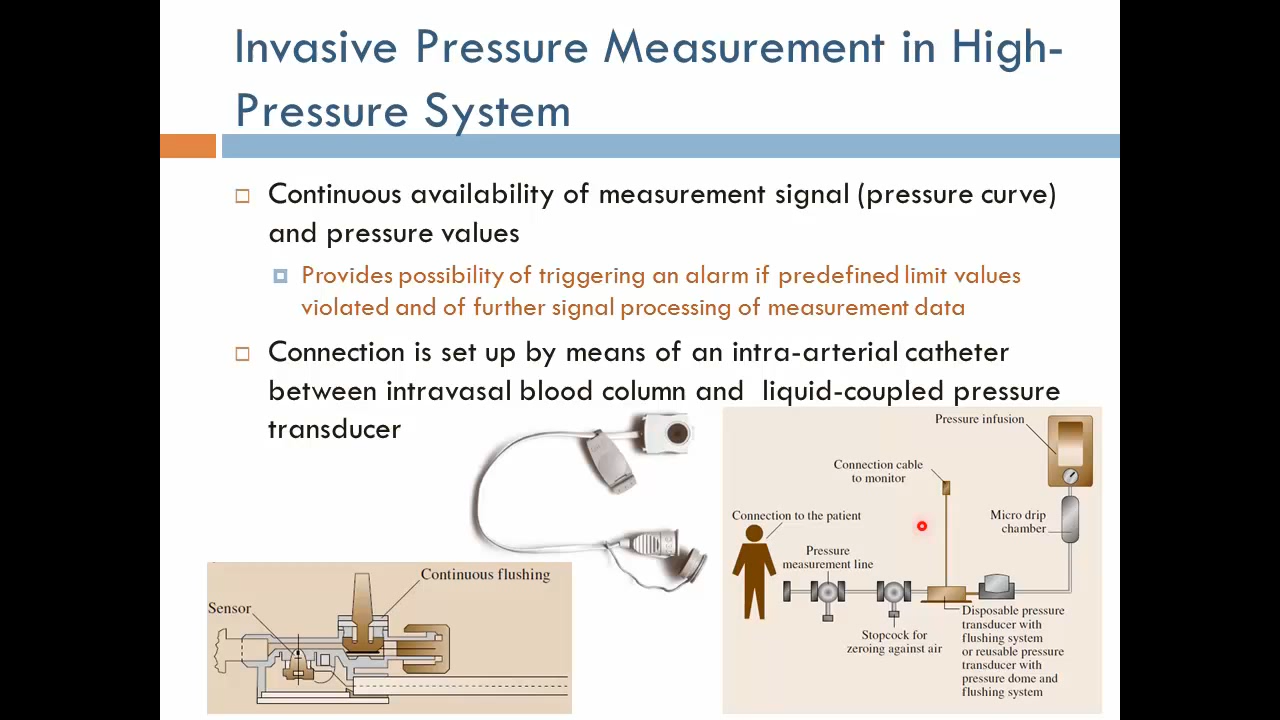 Invasive Pressure Measurement in High-
Pressure System
Continuous availability of measurement signal (pressure curve)
and pressure values
Provides possibility of triggering an alarm if predefined limit values
violated and of further signal processing of measurement data
Connection is set up by means of an intra-arterial catheter
between intravasal blood column and liquid-coupled pressure
transducer
Continuous flushing
Sensor
Pressure infusion
Connection cable
to monitor
Micro drip
chamber
Connection to the patient
Pressure
measurement line
Stopcock for
zeroing against air
Disposable pressure
transducer with
flushing system
or reusable pressure
transducer with
pressure dome and
flushing system